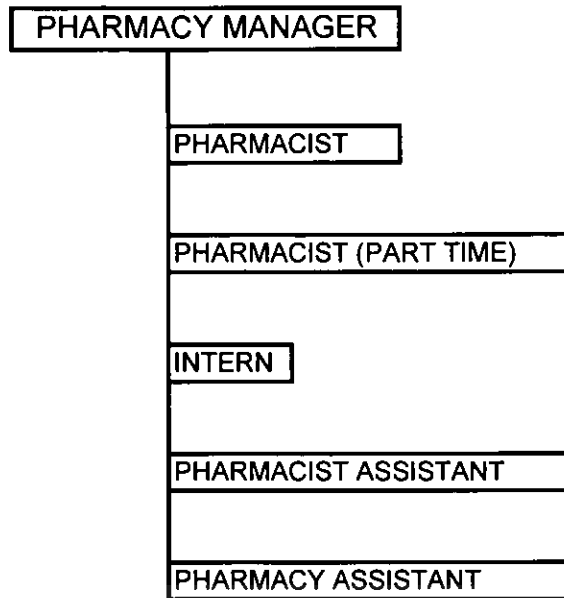 PHARMACY MANAGER
PHARMACIST
PHARMACIST (PART TIME)
INTERN
PHARMACIST ASSISTANT
PHARMACY ASSISTANT